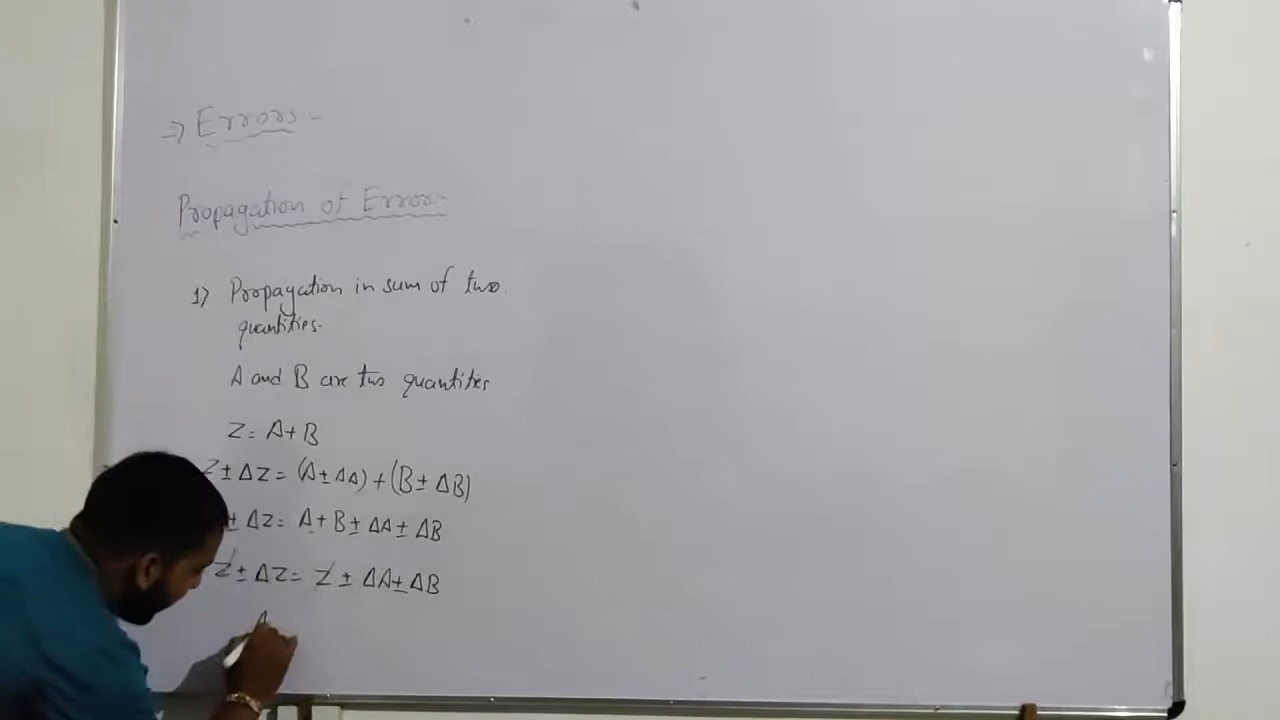 ⇒ Errors:-
Propagation of Error:-
1) Propagation in sum of two
quantities.
A and B are two quantities
Z = A + B
Z ± ΔZ = (A ± ΔA) + (B ± ΔB)
± ΔZ = A + B ± ΔA ± ΔB
Z ± ΔZ = Z ± ΔA ± ΔB